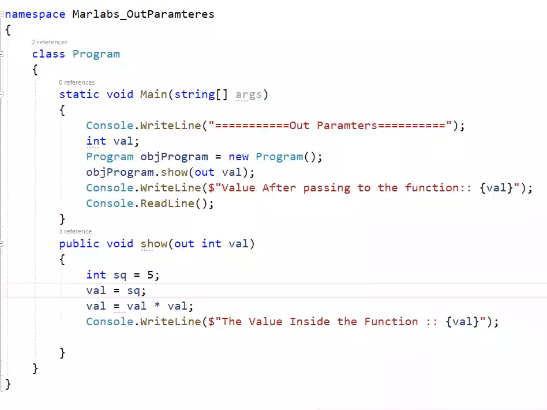 namespace Marlabs_OutParamteres
{
2 references
class Program
{
0 references
static void Main(string[] args)
{
Console.WriteLine("===========Out Paramters==========");
int val;
Program objProgram = new Program();
objProgram.show(out val);
Console.WriteLine($"Value After passing to the function:: {val}");
Console.ReadLine();
}
1 reference
public void show(out int val)
{
int sq = 5;
val = sq;
val = val * val;
Console.WriteLine($"The Value Inside the Function :: {val}");
}
}
}